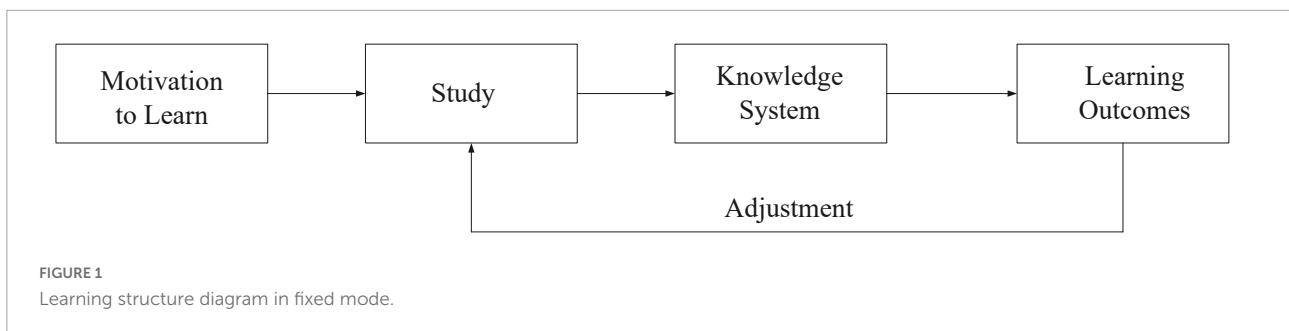 Motivation
to Learn
Study
Knowledge
System
Learning
Outcomes
Adjustment
FIGURE 1
Learning structure diagram in fixed mode.